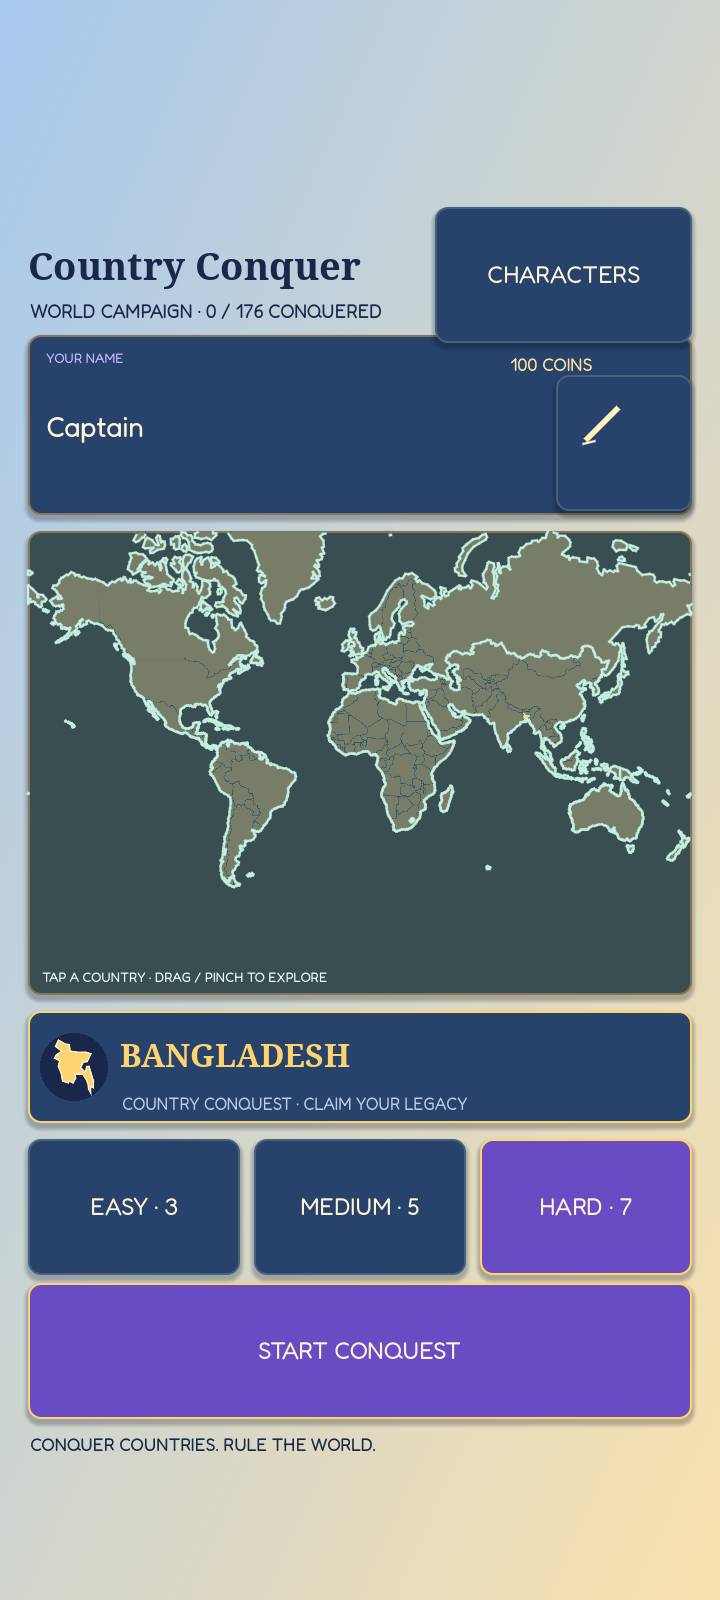 Country Conquer
CHARACTERS
WORLD CAMPAIGN · 0 / 176 CONQUERED
YOUR NAME
100 COINS
Captain
TAP A COUNTRY · DRAG / PINCH TO EXPLORE
BANGLADESH
COUNTRY CONQUEST · CLAIM YOUR LEGACY
EASY · 3
MEDIUM · 5
HARD · 7
START CONQUEST
CONQUER COUNTRIES. RULE THE WORLD.